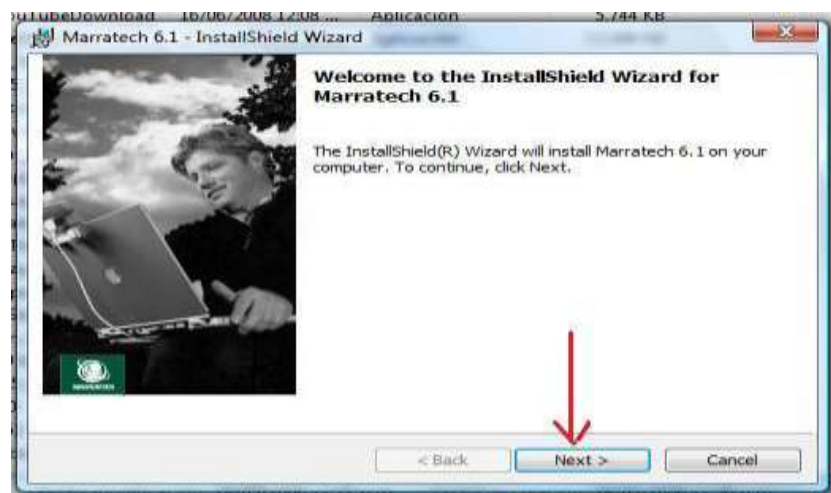 uTubeDownload 16/06/2008 12:08 ... Aplicación 5.744 KB
Marratech 6.1 - InstallShield Wizard
Welcome to the InstallShield Wizard for
Marratech 6.1
The InstallShield(R) Wizard will install Marratech 6.1 on your
computer. To continue, click Next.
< Back Next > Cancel